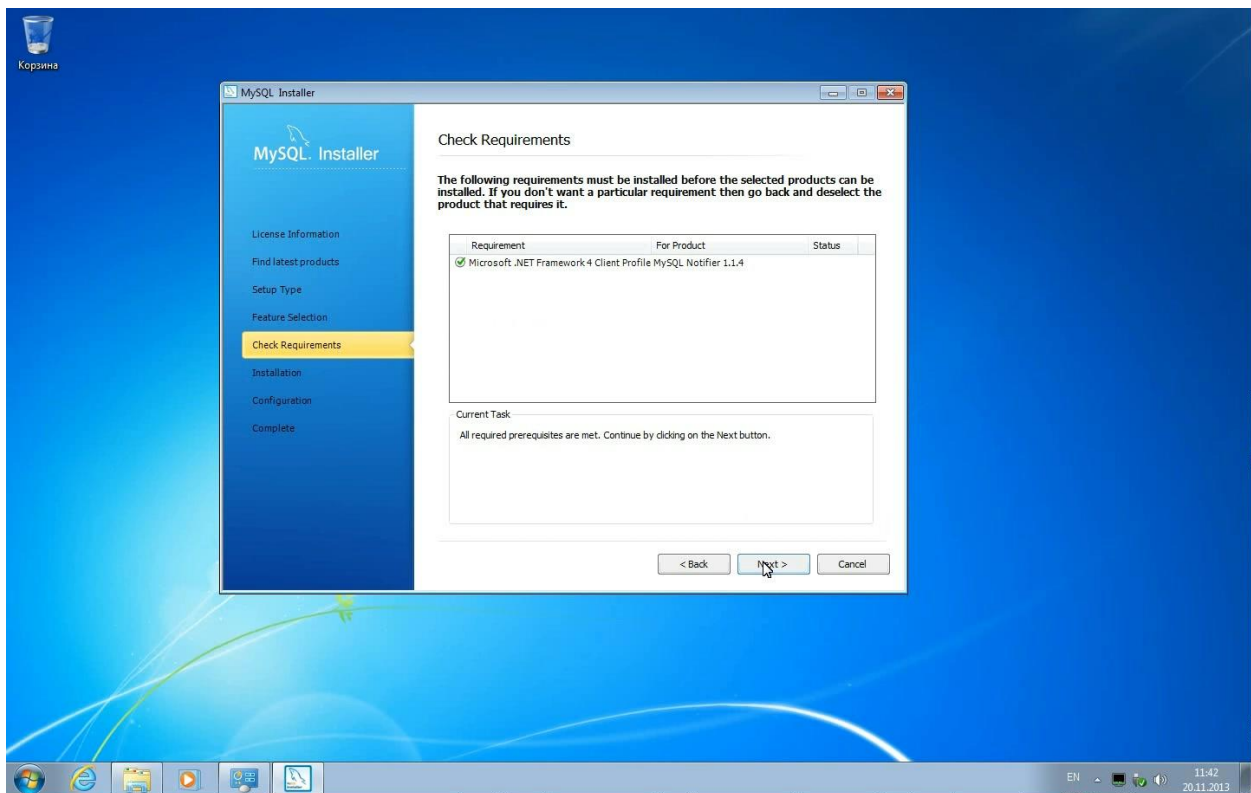 Корзина
MySQL Installer
MySQL. Installer
License Information
Find latest products
Setup Type
Feature Selection
Check Requirements
Installation
Configuration
Complete
Check Requirements
The following requirements must be installed before the selected products can be
installed. If you don't want a particular requirement then go back and deselect the
product that requires it.
Requirement For Product Status
Microsoft .NET Framework 4 Client Profile MySQL Notifier 1.1.4
Current Task
All required prerequisites are met. Continue by clicking on the Next button.
< Back Next > Cancel
EN 11:42
20.11.2013